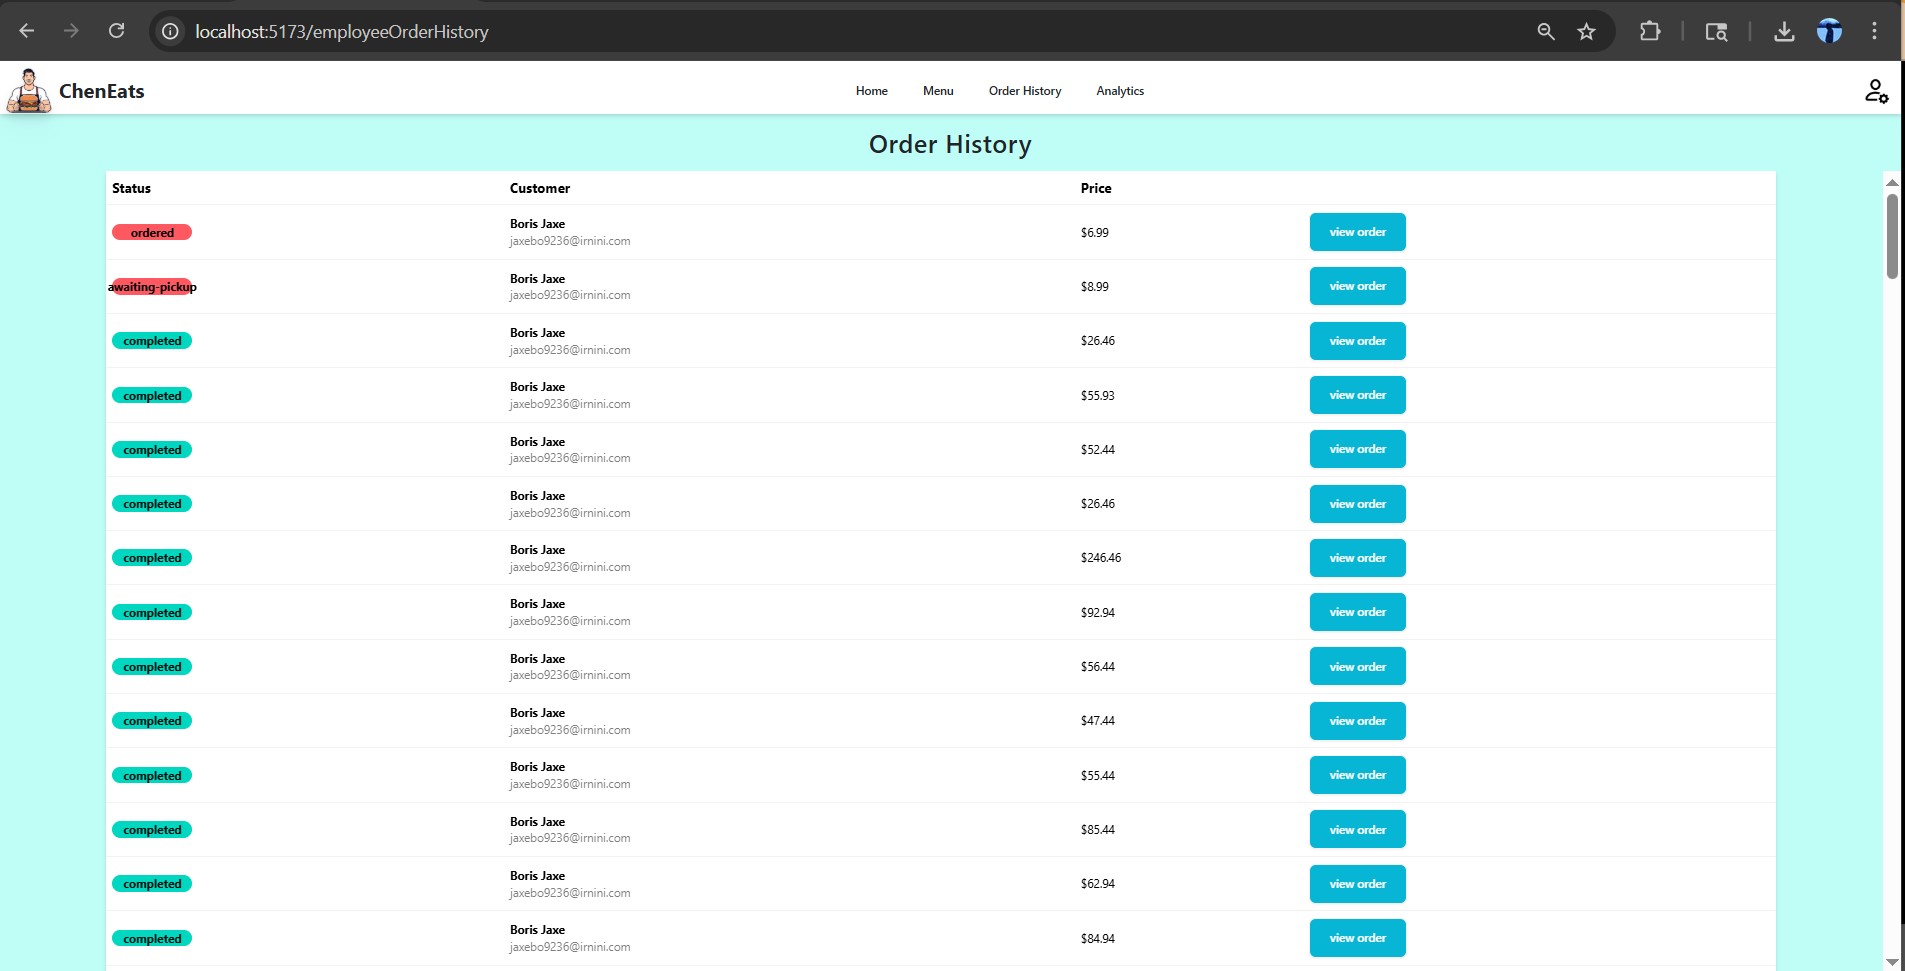 localhost:5173/employeeOrderHistory
ChenEats
Home Menu Order History Analytics
Order History
Status Customer Price
ordered Boris Jaxe $6.99 view order
jaxebo9236@irnini.com
awaiting-pickup Boris Jaxe $8.99 view order
jaxebo9236@irnini.com
completed Boris Jaxe $26.46 view order
jaxebo9236@irnini.com
completed Boris Jaxe $55.93 view order
jaxebo9236@irnini.com
completed Boris Jaxe $52.44 view order
jaxebo9236@irnini.com
completed Boris Jaxe $26.46 view order
jaxebo9236@irnini.com
completed Boris Jaxe $246.46 view order
jaxebo9236@irnini.com
completed Boris Jaxe $92.94 view order
jaxebo9236@irnini.com
completed Boris Jaxe $56.44 view order
jaxebo9236@irnini.com
completed Boris Jaxe $47.44 view order
jaxebo9236@irnini.com
completed Boris Jaxe $55.44 view order
jaxebo9236@irnini.com
completed Boris Jaxe $85.44 view order
jaxebo9236@irnini.com
completed Boris Jaxe $62.94 view order
jaxebo9236@irnini.com
completed Boris Jaxe $84.94 view order
jaxebo9236@irnini.com